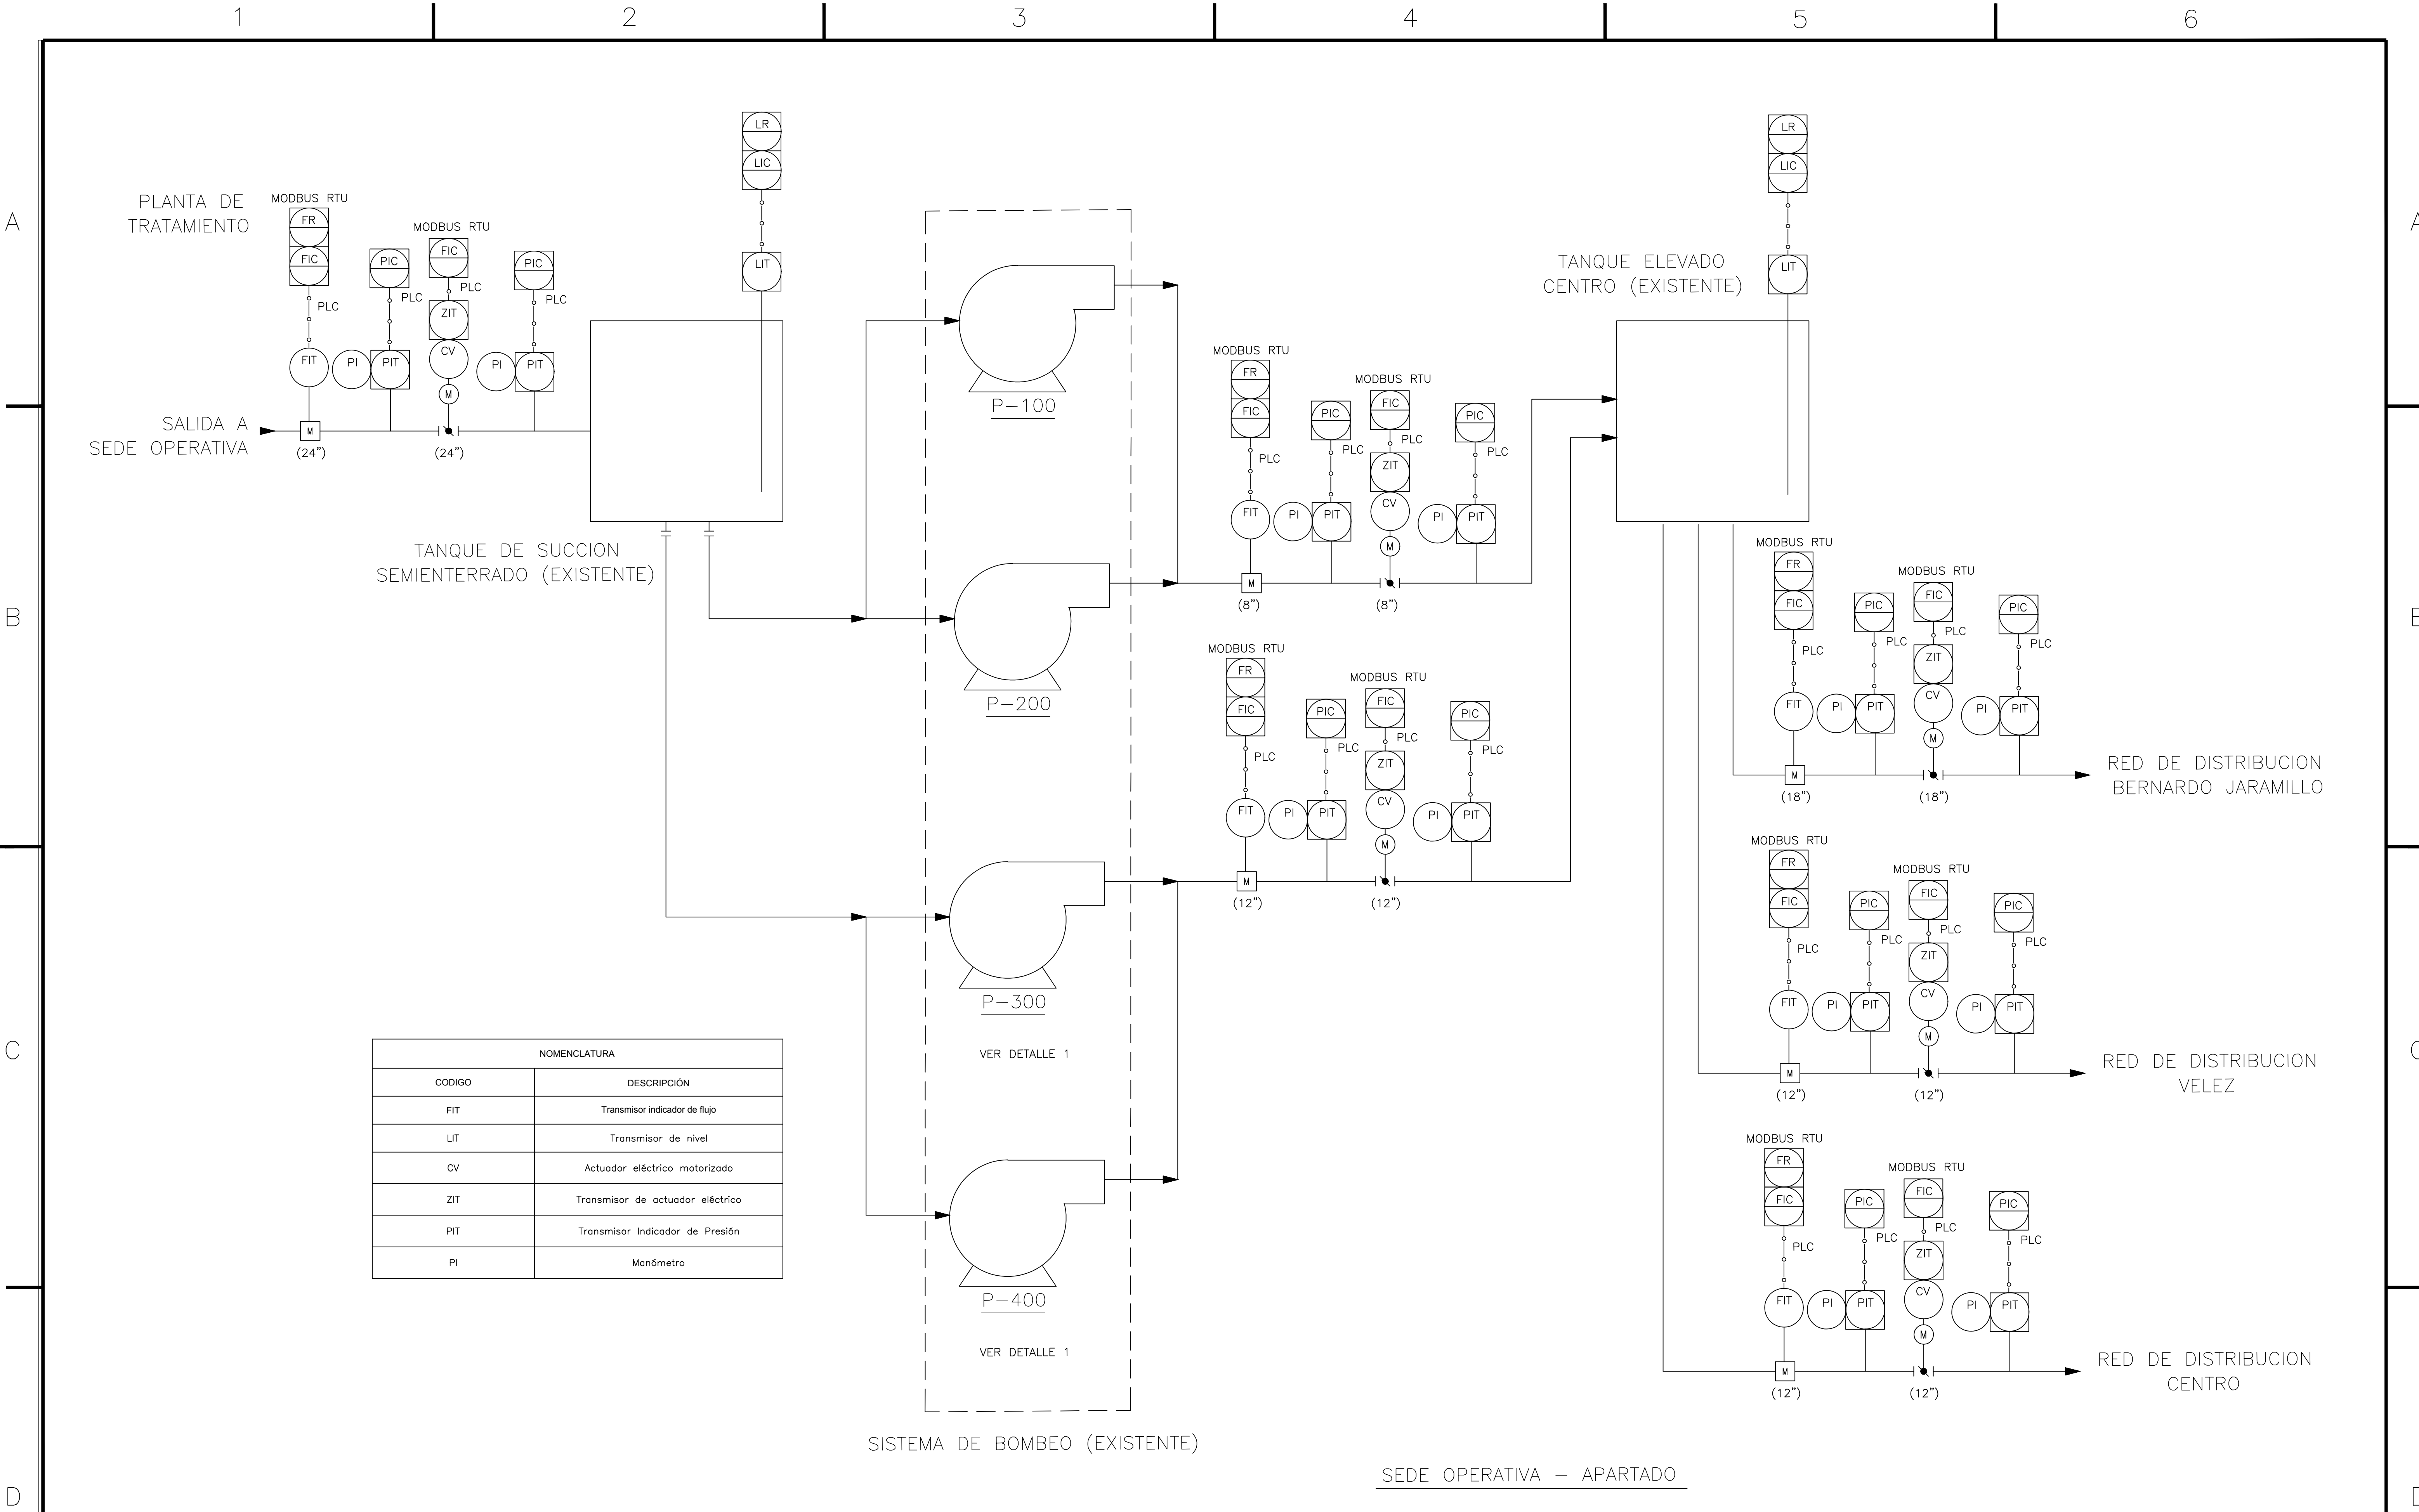 1
2
3
4
5
6
A
B
C
D
PLANTA DE
TRATAMIENTO
MODBUS RTU
FR
FIC
PLC
FIT
PI
PIC
PLC
PIT
MODBUS RTU
FIC
PLC
ZIT
CV
M
PIC
PLC
PI
PIT
SALIDA A
SEDE OPERATIVA
M
(24")
(24")
LR
LIC
LIT
TANQUE DE SUCCION
SEMIENTERRADO (EXISTENTE)
P-100
P-200
P-300
VER DETALLE 1
P-400
VER DETALLE 1
SISTEMA DE BOMBEO (EXISTENTE)
MODBUS RTU
FR
FIC
PLC
FIT
PI
PIC
PLC
PIT
MODBUS RTU
FIC
PLC
ZIT
CV
M
PIC
PLC
PI
PIT
M
(8")
(8")
MODBUS RTU
FR
FIC
PLC
FIT
PI
PIC
PLC
PIT
MODBUS RTU
FIC
PLC
ZIT
CV
M
PIC
PLC
PI
PIT
M
(12")
(12")
LR
LIC
LIT
TANQUE ELEVADO
CENTRO (EXISTENTE)
MODBUS RTU
FR
FIC
PLC
FIT
PI
PIC
PLC
PIT
MODBUS RTU
FIC
PLC
ZIT
CV
M
PIC
PLC
PI
PIT
M
(18")
(18")
RED DE DISTRIBUCION
BERNARDO JARAMILLO
MODBUS RTU
FR
FIC
PLC
FIT
PI
PIC
PLC
PIT
MODBUS RTU
FIC
PLC
ZIT
CV
M
PIC
PLC
PI
PIT
M
(12")
(12")
RED DE DISTRIBUCION
VELEZ
MODBUS RTU
FR
FIC
PLC
FIT
PI
PIC
PLC
PIT
MODBUS RTU
FIC
PLC
ZIT
CV
M
PIC
PLC
PI
PIT
M
(12")
(12")
RED DE DISTRIBUCION
CENTRO
NOMENCLATURA
CODIGO DESCRIPCIÓN
FIT Transmisor indicador de flujo
LIT Transmisor de nivel
CV Actuador eléctrico motorizado
ZIT Transmisor de actuador eléctrico
PIT Transmisor Indicador de Presión
PI Manómetro
SEDE OPERATIVA - APARTADO